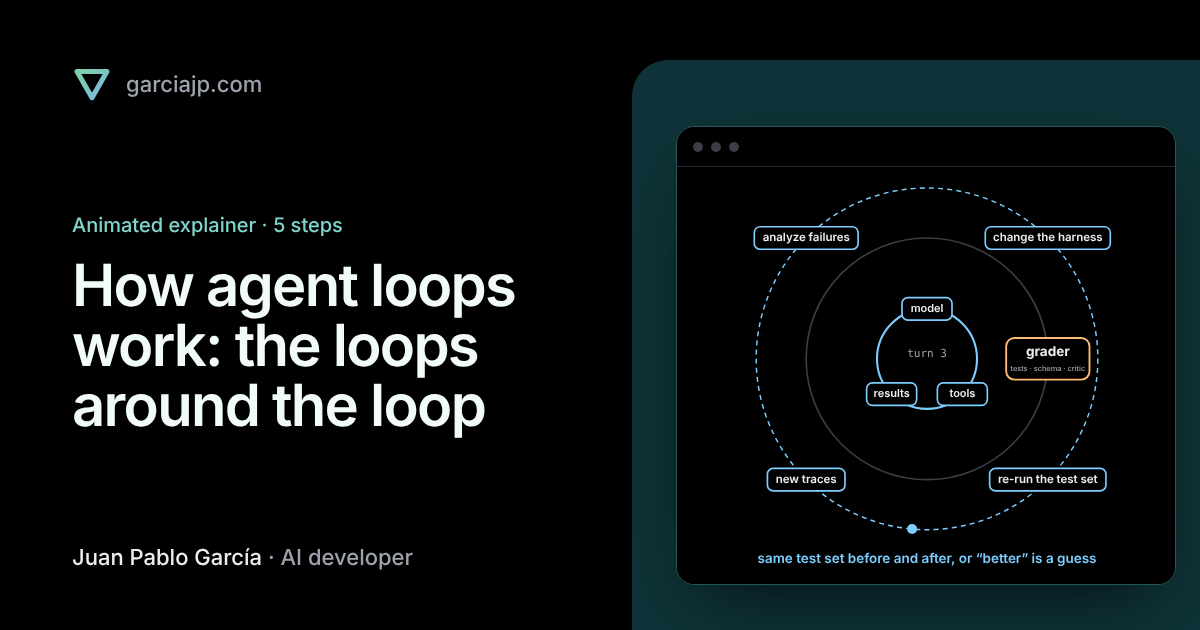 garciajp.com
Animated explainer · 5 steps
How agent loops
work: the loops
around the loop
Juan Pablo García · AI developer
analyze failures
change the harness
model
turn 3
grader
tests · schema · critic
results
tools
new traces
re-run the test set
same test set before and after, or “better” is a guess